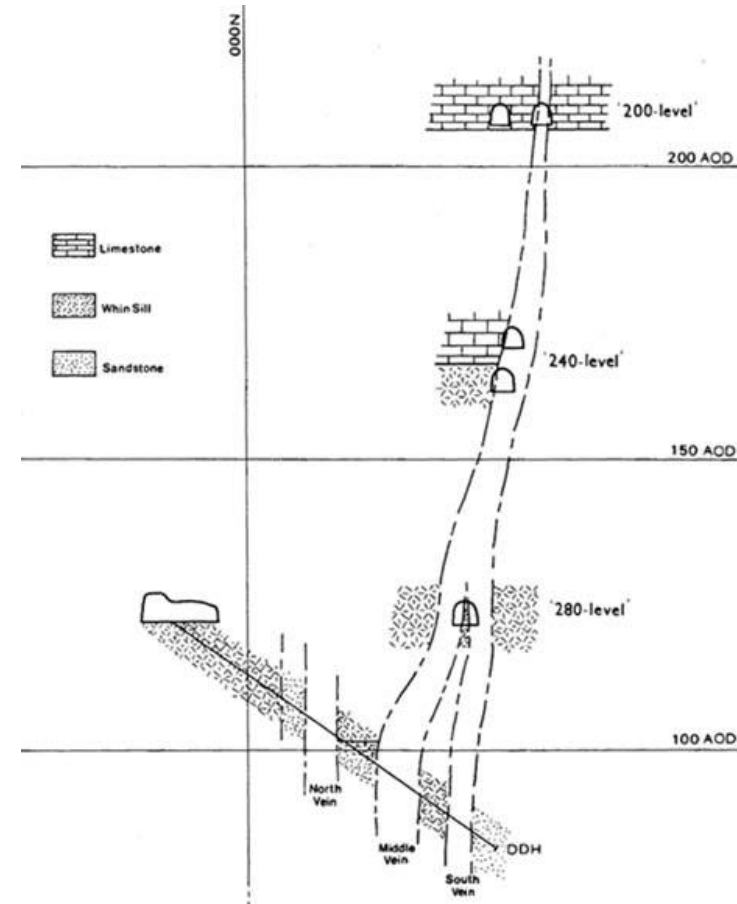 000N
'200-level'
200 AOD
Limestone
Whin Sill
Sandstone
'240-level'
150 AOD
'280-level'
100 AOD
North
Vein
Middle
Vein
South
Vein
DDH